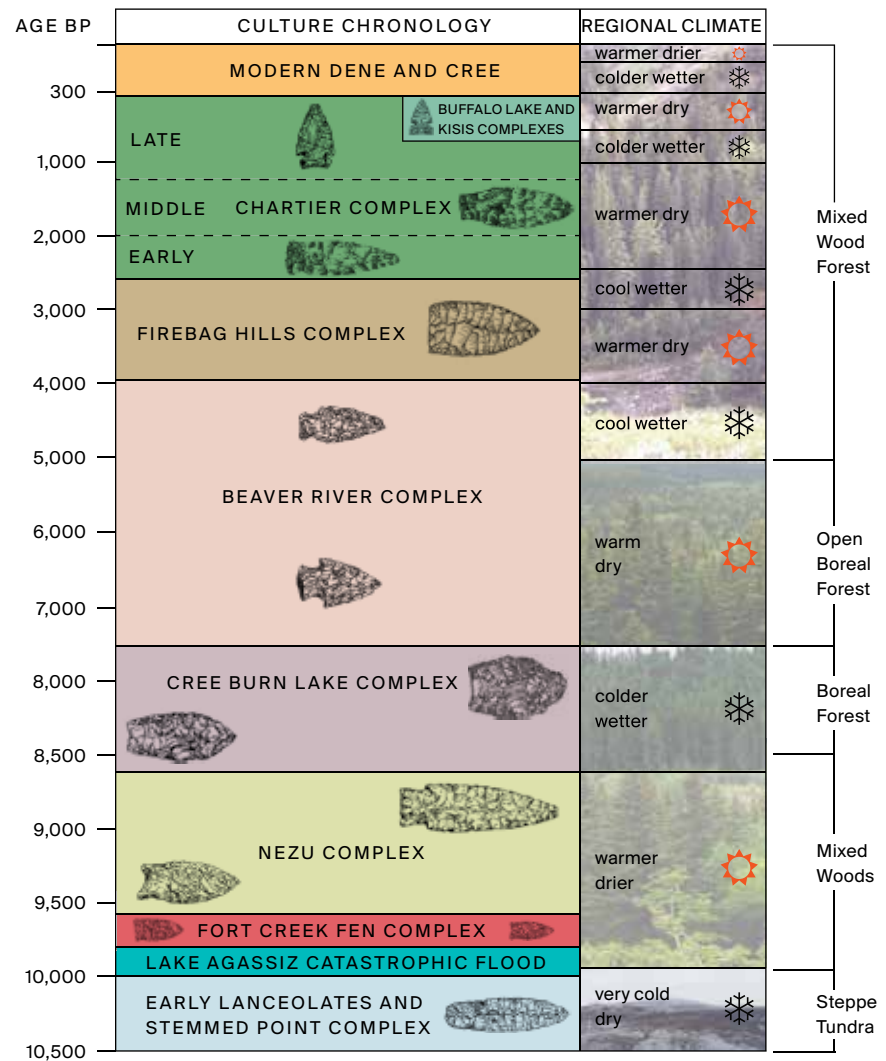 AGE BP
CULTURE CHRONOLOGY
REGIONAL CLIMATE
300
1,000
2,000
3,000
4,000
5,000
6,000
7,000
8,000
8,500
9,000
9,500
10,000
10,500
MODERN DENE AND CREE
BUFFALO LAKE AND
KISIS COMPLEXES
LATE
MIDDLE
CHARTIER COMPLEX
EARLY
FIREBAG HILLS COMPLEX
BEAVER RIVER COMPLEX
CREE BURN LAKE COMPLEX
NEZU COMPLEX
FORT CREEK FEN COMPLEX
LAKE AGASSIZ CATASTROPHIC FLOOD
EARLY LANCEOLATES AND
STEMMED POINT COMPLEX
warmer drier
colder wetter
warmer dry
colder wetter
warmer dry
cool wetter
warmer dry
cool wetter
warm
dry
colder
wetter
warmer
drier
very cold
dry
Mixed
Wood
Forest
Open
Boreal
Forest
Boreal
Forest
Mixed
Woods
Steppe
Tundra